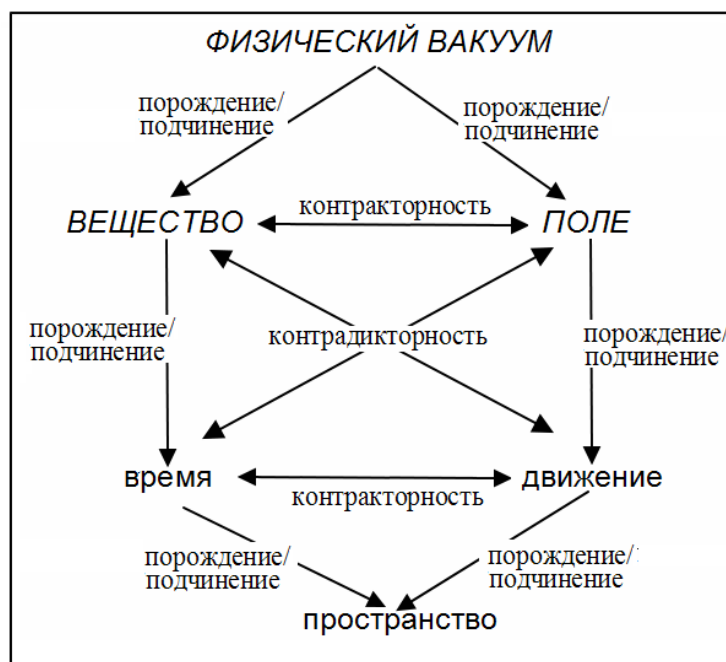 ФИЗИЧЕСКИЙ ВАКУУМ
порождение/
подчинение
порождение/
подчинение
ВЕЩЕСТВО
контракторность
ПОЛЕ
порождение/
подчинение
контрадикторность
порождение/
подчинение
время
контракторность
движение
порождение/
подчинение
порождение/
подчинение
пространство